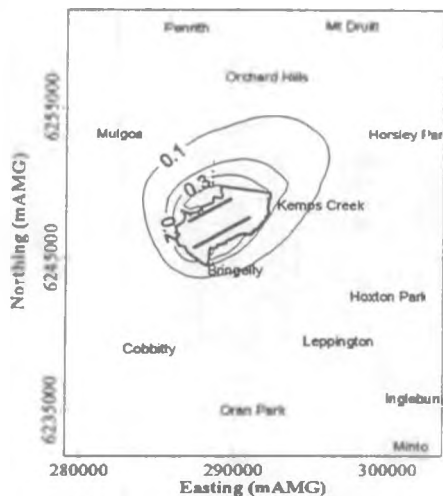 Penrith
Mt Druitt
Orchard Hills
6255000
Mulgoa
0.1
Horsley Par
0.3
Kemps Creek
0.2
Northing (mAMG)
6245000
Bringelly
Hoxton Park
Leppington
Cobbitty
Ingleburn
Oran Park
6235000
Minto
280000
290000
300000
Easting (mAMG)